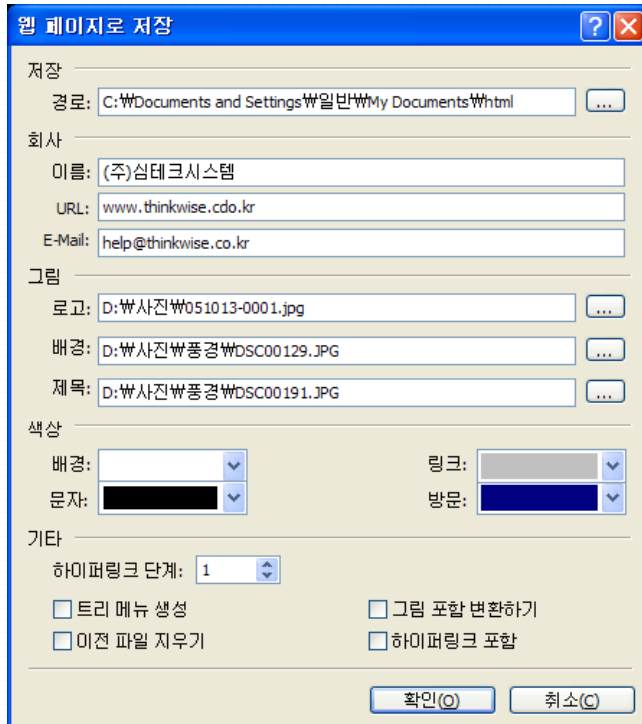 웹 페이지로 저장
저장
경로: C:₩Documents and Settings₩일반₩My Documents₩html ...
회사
이름: (주)심테크시스템
URL: www.thinkwise.cdo.kr
E-Mail: help@thinkwise.co.kr
그림
로고: D:₩사진₩051013-0001.jpg ...
배경: D:₩사진₩풍경₩DSC00129.JPG ...
제목: D:₩사진₩풍경₩DSC00191.JPG ...
색상
배경: 링크:
문자: 방문:
기타
하이퍼링크 단계: 1
트리 메뉴 생성 그림 포함 변환하기
이전 파일 지우기 하이퍼링크 포함
확인(O) 취소(C)